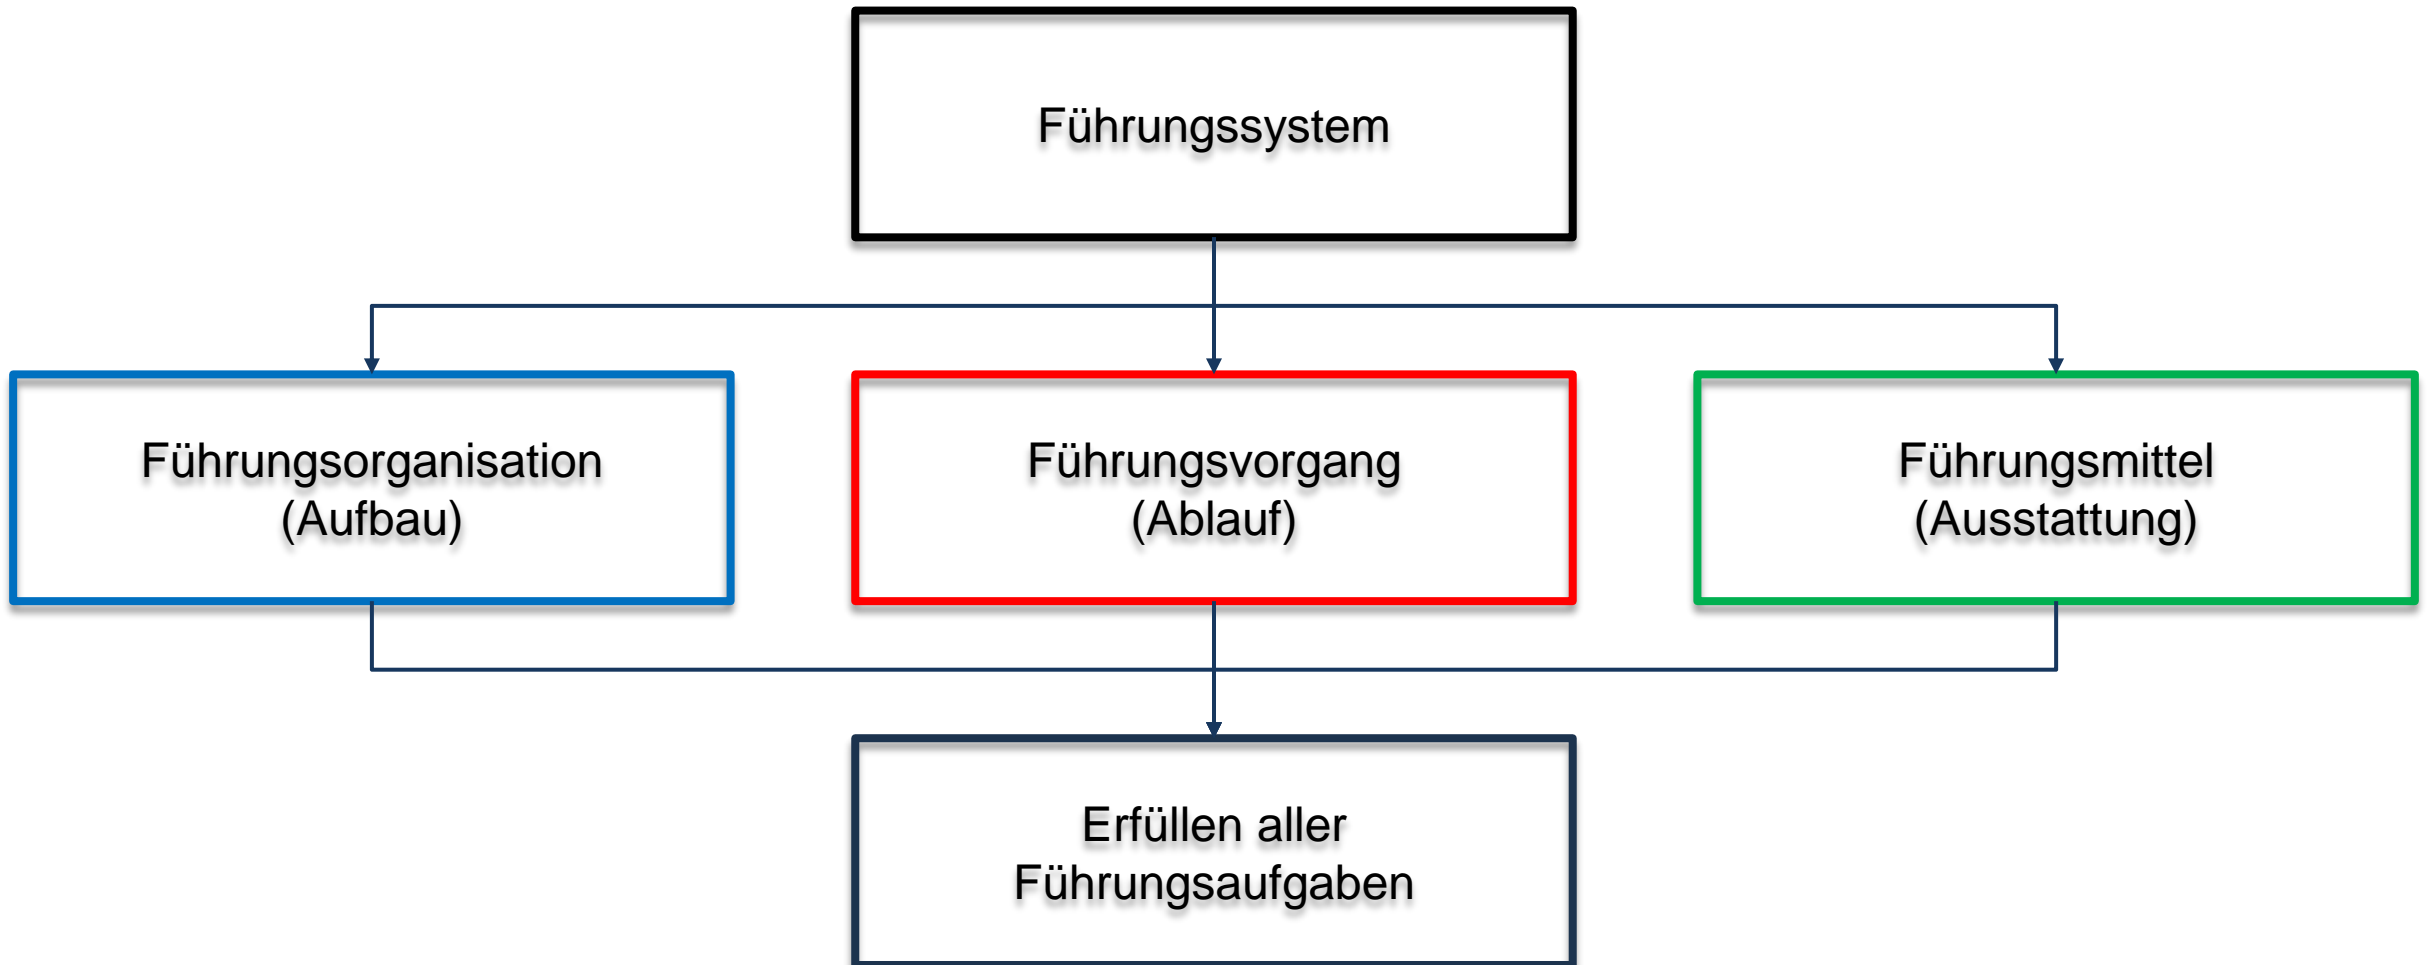 Führungssystem
Führungsorganisation
(Aufbau)
Führungsvorgang
(Ablauf)
Führungsmittel
(Ausstattung)
Erfüllen aller
Führungsaufgaben